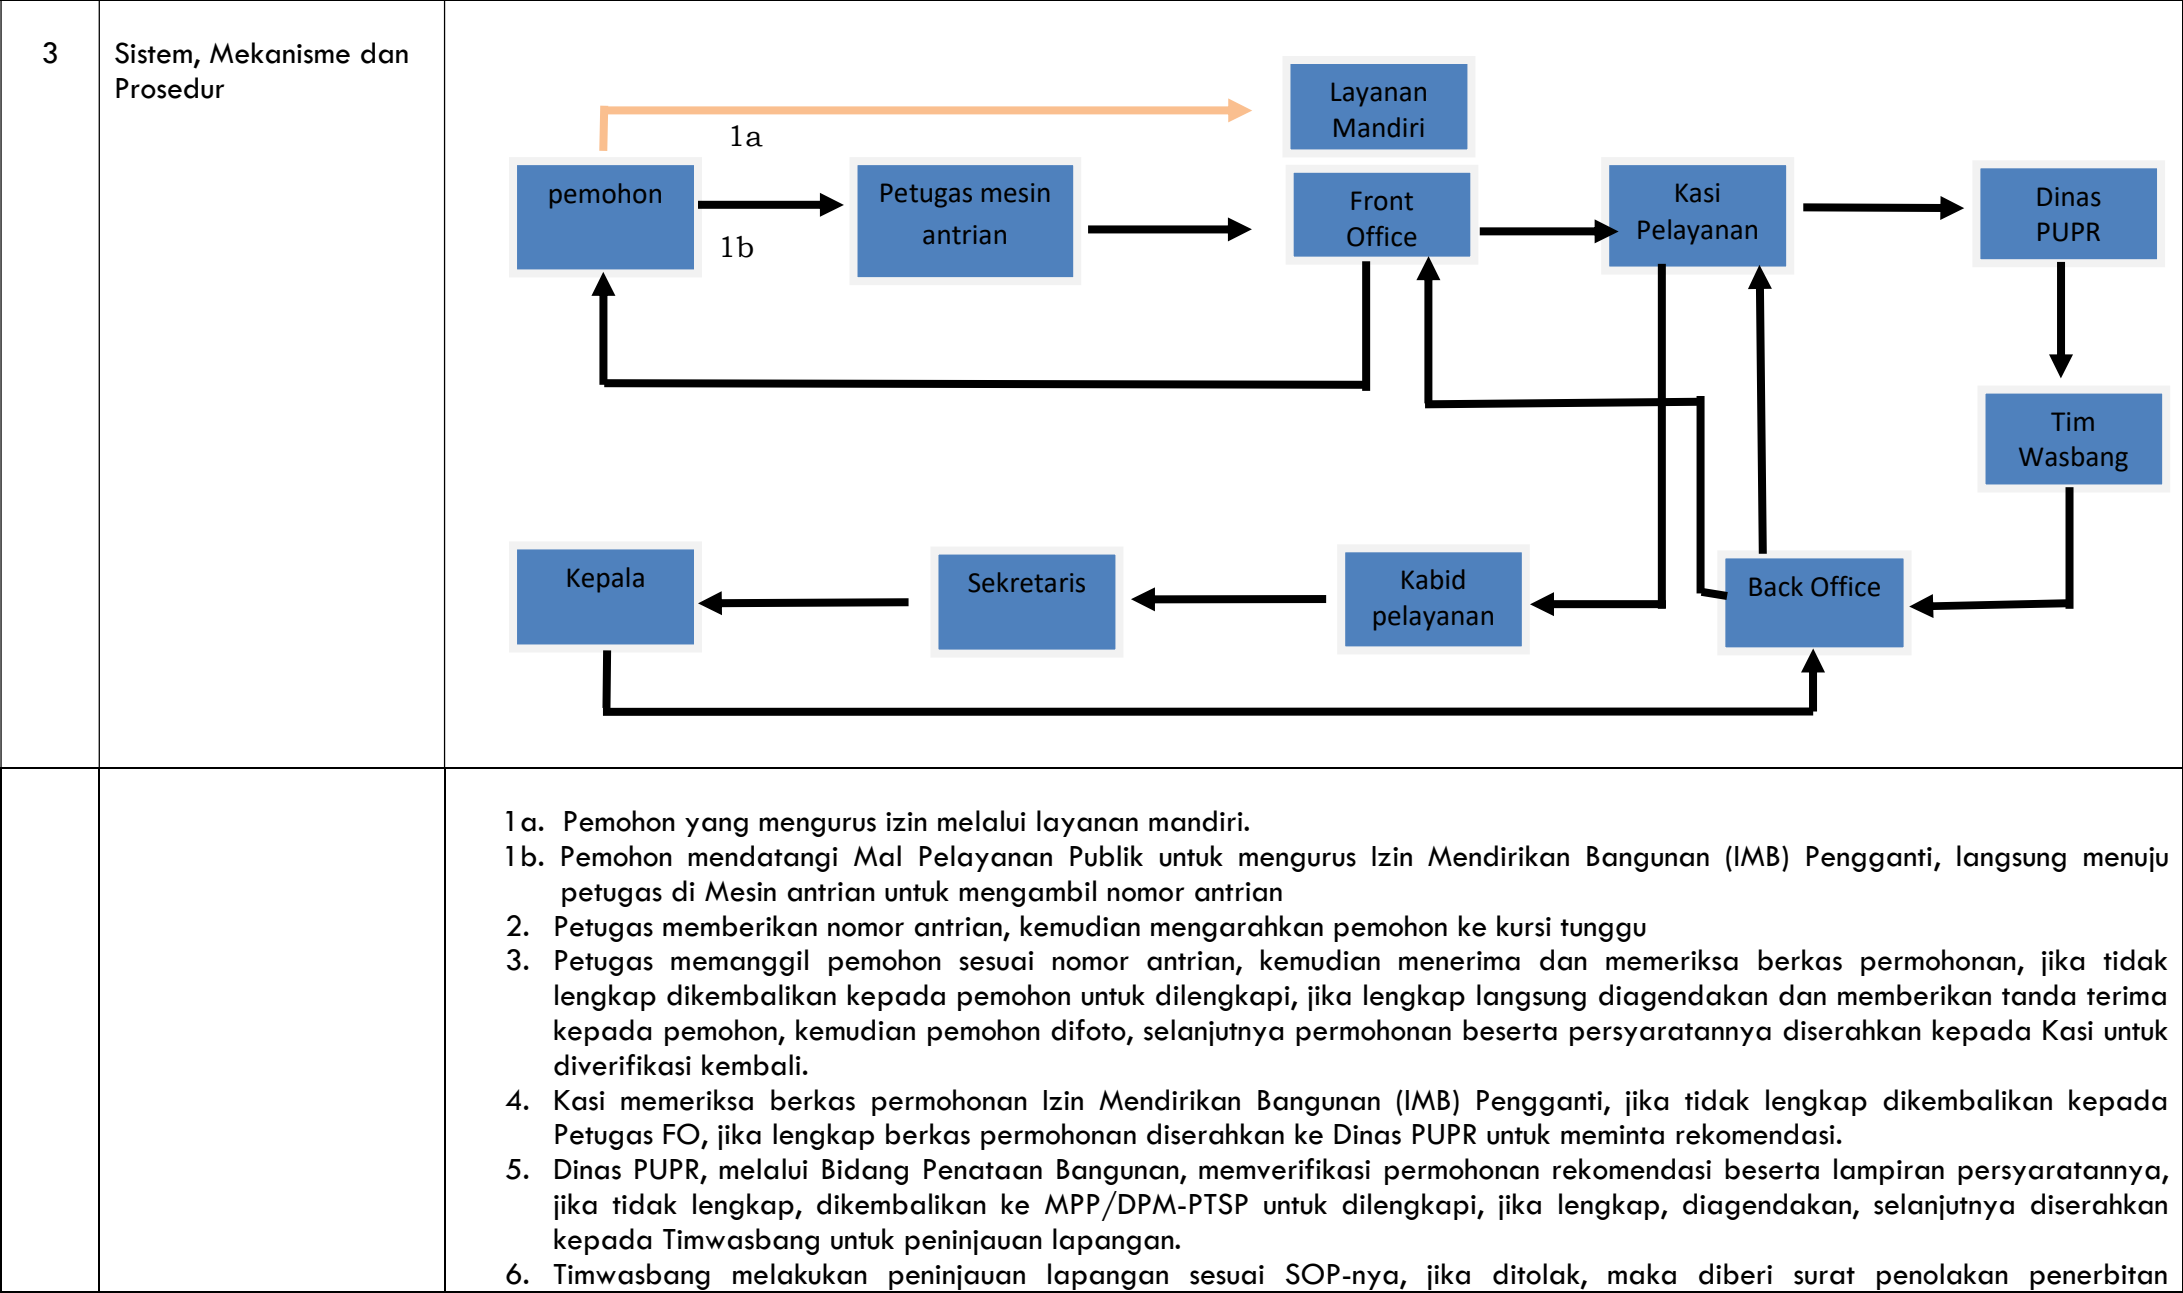 3
Sistem, Mekanisme dan
Prosedur
Layanan
Mandiri
1a
pemohon
1b
Petugas mesin
antrian
Front
Office
Kasi
Pelayanan
Dinas
PUPR
Tim
Wasbang
Kepala
Sekretaris
Kabid
pelayanan
Back Office
1a. Pemohon yang mengurus izin melalui layanan mandiri.
1b. Pemohon mendatangi Mal Pelayanan Publik untuk mengurus Izin Mendirikan Bangunan (IMB) Pengganti, langsung menuju
petugas di Mesin antrian untuk mengambil nomor antrian
2. Petugas memberikan nomor antrian, kemudian mengarahkan pemohon ke kursi tunggu
3. Petugas memanggil pemohon sesuai nomor antrian, kemudian menerima dan memeriksa berkas permohonan, jika tidak
lengkap dikembalikan kepada pemohon untuk dilengkapi, jika lengkap langsung diagendakan dan memberikan tanda terima
kepada pemohon, kemudian pemohon difoto, selanjutnya permohonan beserta persyaratannya diserahkan kepada Kasi untuk
diverifikasi kembali.
4. Kasi memeriksa berkas permohonan Izin Mendirikan Bangunan (IMB) Pengganti, jika tidak lengkap dikembalikan kepada
Petugas FO, jika lengkap berkas permohonan diserahkan ke Dinas PUPR untuk meminta rekomendasi.
5. Dinas PUPR, melalui Bidang Penataan Bangunan, memverifikasi permohonan rekomendasi beserta lampiran persyaratannya,
jika tidak lengkap, dikembalikan ke MPP/DPM-PTSP untuk dilengkapi, jika lengkap, diagendakan, selanjutnya diserahkan
kepada Timwasbang untuk peninjauan lapangan.
6. Timwasbang melakukan peninjauan lapangan sesuai SOP-nya, jika ditolak, maka diberi surat penolakan penerbitan